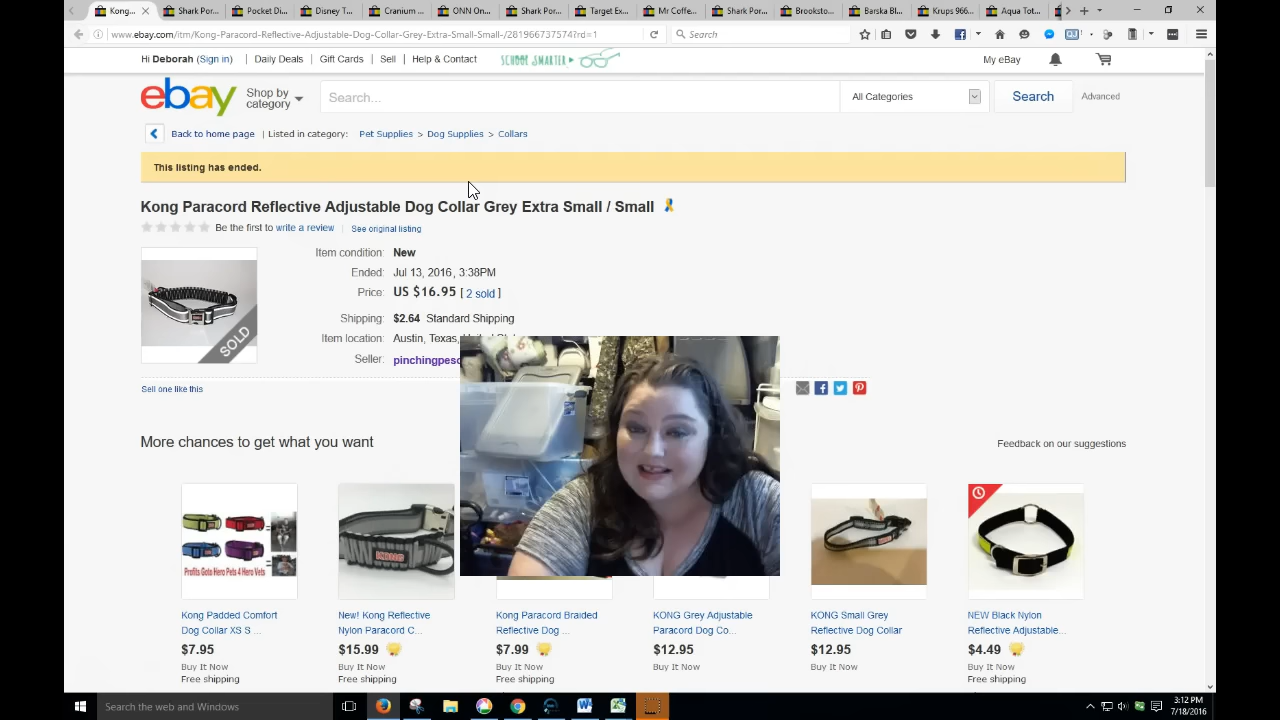 Kong...
Shark Por...
Pocket Di...
Disney T...
Cranium ...
ONN On...
Shark Por...
Target Ex...
Mr Coffe...
Shark Por...
Brooksto...
Barska Bl...
Krups 966...
Aqua Tot...
www.ebay.com/itm/Kong-Paracord-Reflective-Adjustable-Dog-Collar-Grey-Extra-Small-Small-/281966737574?rd=1
Search
Hi Deborah (Sign in)
Daily Deals
Gift Cards
Sell
Help & Contact
SCHOOL SMARTER
My eBay
ebay
Shop by category
Search...
All Categories
Search
Advanced
Back to home page | Listed in category: Pet Supplies > Dog Supplies > Collars
This listing has ended.
Kong Paracord Reflective Adjustable Dog Collar Grey Extra Small / Small
Be the first to write a review
See original listing
Item condition: New
Ended: Jul 13, 2016 , 3:38PM
Price: US $16.95 [ 2 sold ]
Shipping: $2.64 Standard Shipping
Item location: Austin, Texas,
Seller: pinchingpeso
SOLD
Sell one like this
More chances to get what you want
Feedback on our suggestions
Profits Goto Hero Pets 4 Hero Vets
KONG
Kong Padded Comfort
Dog Collar XS S ...
$7.95
Buy It Now
Free shipping
New! Kong Reflective
Nylon Paracord C...
$15.99
Buy It Now
Free shipping
Kong Paracord Braided
Reflective Dog ...
$7.99
Buy It Now
Free shipping
KONG Grey Adjustable
Paracord Dog Co...
$12.95
Buy It Now
KONG Small Grey
Reflective Dog Collar
$12.95
Buy It Now
NEW Black Nylon
Reflective Adjustable...
$4.49
Buy It Now
Free shipping
Search the web and Windows
3:12 PM
7/18/2016